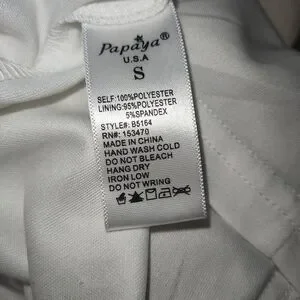 Papaya®
U.S.A
S
SELF:100%POLYESTER
LINING:95%POLYESTER
5%SPANDEX
STYLE#: B5164
RN#: 153470
MADE IN CHINA
HAND WASH COLD
DO NOT BLEACH
HANG DRY
IRON LOW
DO NOT WRING